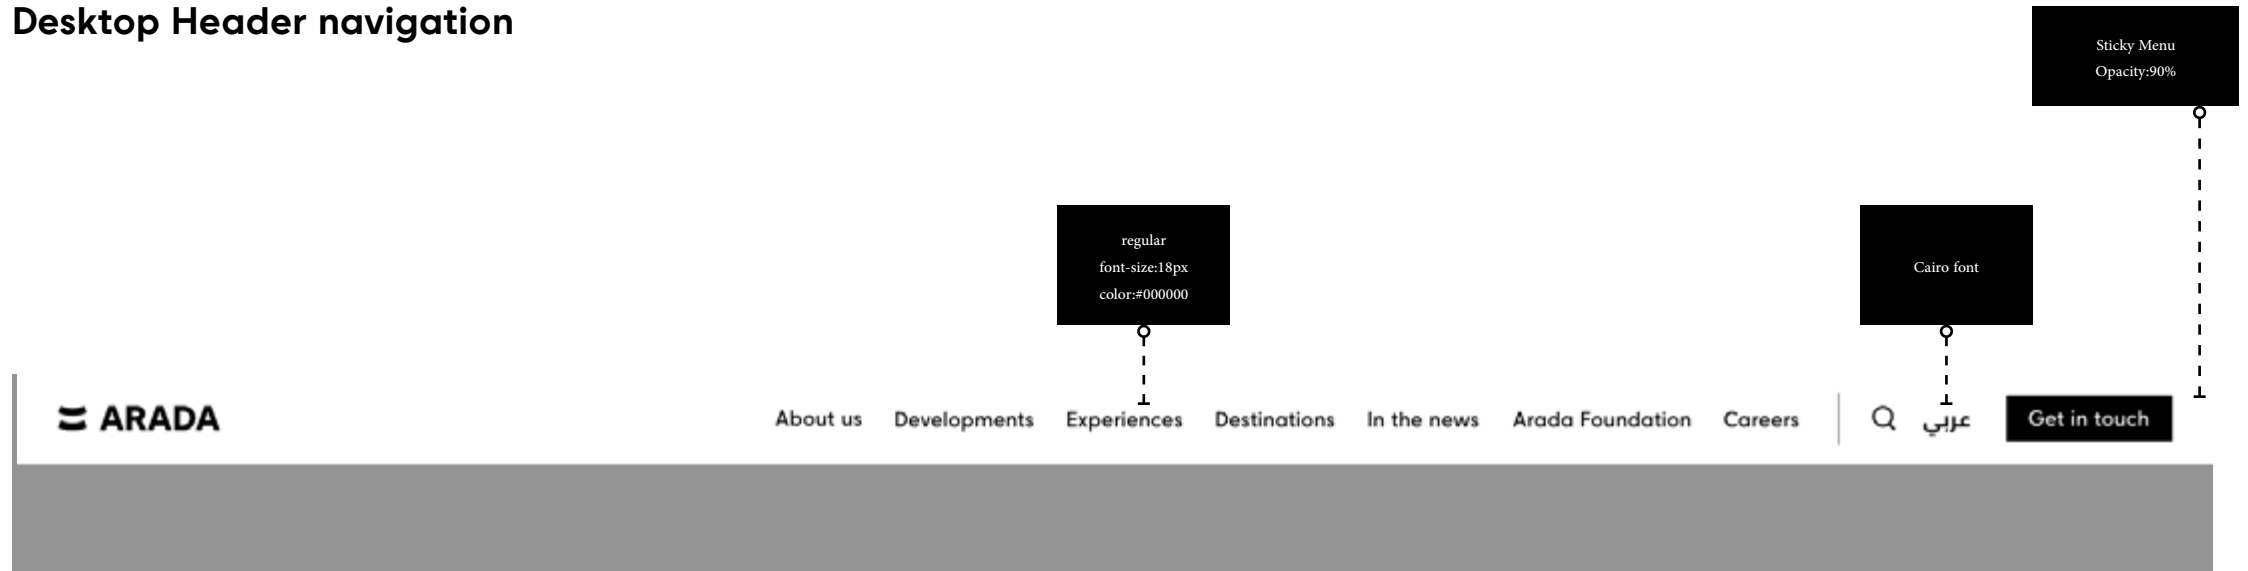 Desktop Header navigation
Sticky Menu
Opacity:90%
regular
font-size:18px
color:#000000
Cairo font
ARADA
About us
Developments
Experiences
Destinations
In the news
Arada Foundation
Careers
عربي
Get in touch